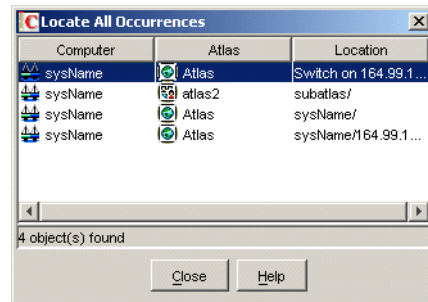 Locate All Occurrences
Computer Atlas Location
sysName Atlas Switch on 164.99.1...
sysName atlas2 subatlas/
sysName Atlas sysName/
sysName Atlas sysName/164.99.1...
4 object(s) found
Close Help